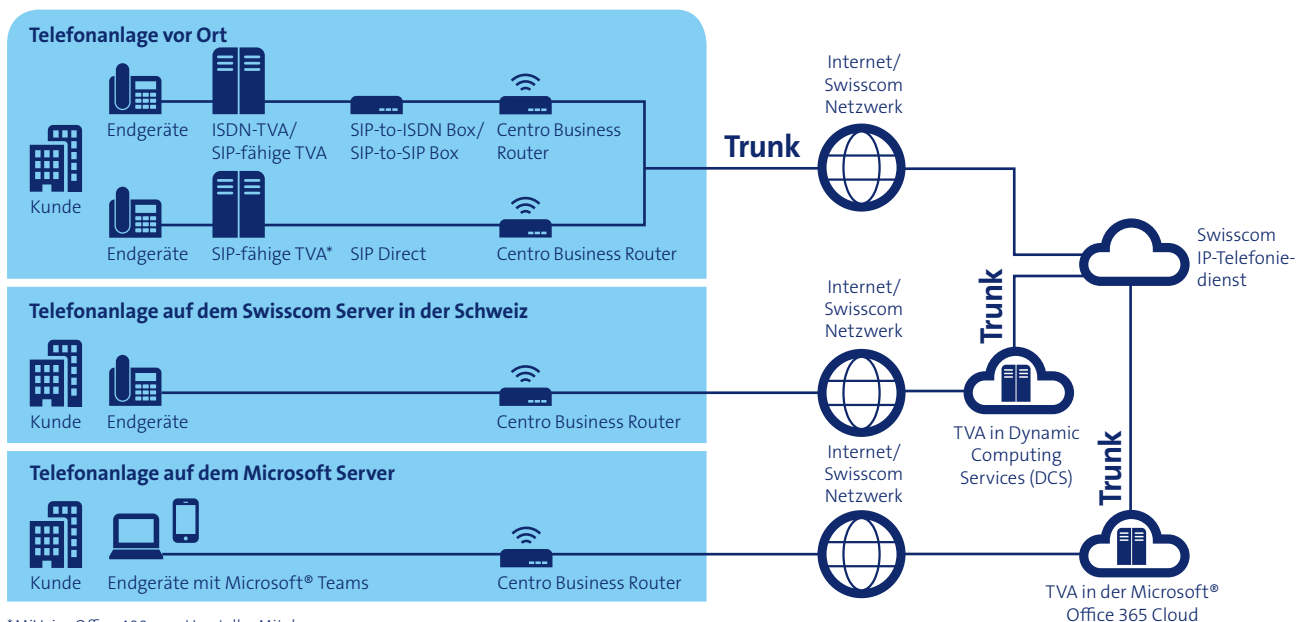 Telefonanlage vor Ort
Endgeräte
ISDN-TVA/
SIP-fähige TVA
SIP-to-ISDN Box/
SIP-to-SIP Box
Centro Business
Router
Kunde
Endgeräte
SIP-fähige TVA*
SIP Direct
Centro Business Router
Trunk
Internet/
Swisscom
Netzwerk
Swisscom
IP-Telefonie-
dienst
Telefonanlage auf dem Swisscom Server in der Schweiz
Kunde
Endgeräte
Centro Business Router
Internet/
Swisscom
Netzwerk
Trunk
TVA in Dynamic
Computing
Services (DCS)
Telefonanlage auf dem Microsoft Server
Kunde
Endgeräte mit Microsoft® Teams
Centro Business Router
Internet/
Swisscom
Netzwerk
Trunk
TVA in der Microsoft®
Office 365 Cloud